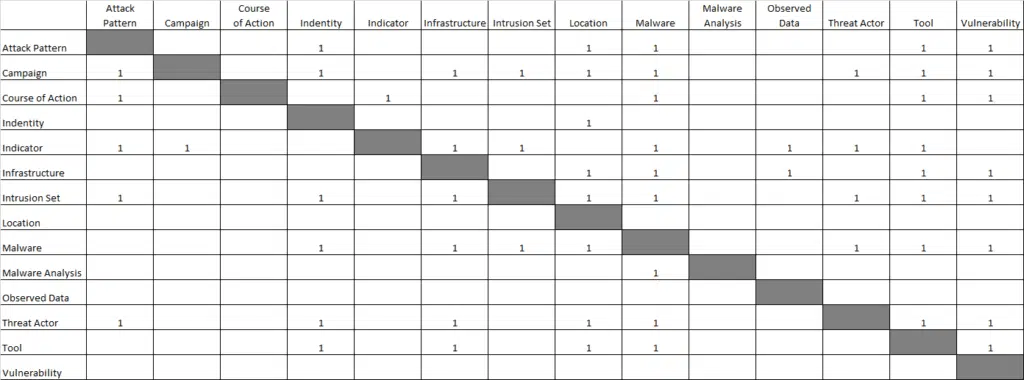 Attack Pattern Campaign Course of Action Indentity Indicator Infrastructure Intrusion Set Location Malware Malware Analysis Observed Data Threat Actor Tool Vulnerability
Attack Pattern 1 1 1 1 1
Campaign 1 1 1 1 1 1 1 1 1
Course of Action 1 1 1 1 1
Indentity 1
Indicator 1 1 1 1 1 1 1 1
Infrastructure 1 1 1 1 1
Intrusion Set 1 1 1 1 1 1 1 1
Location
Malware 1 1 1 1 1 1 1
Malware Analysis 1
Observed Data
Threat Actor 1 1 1 1 1 1 1
Tool 1 1 1 1 1
Vulnerability